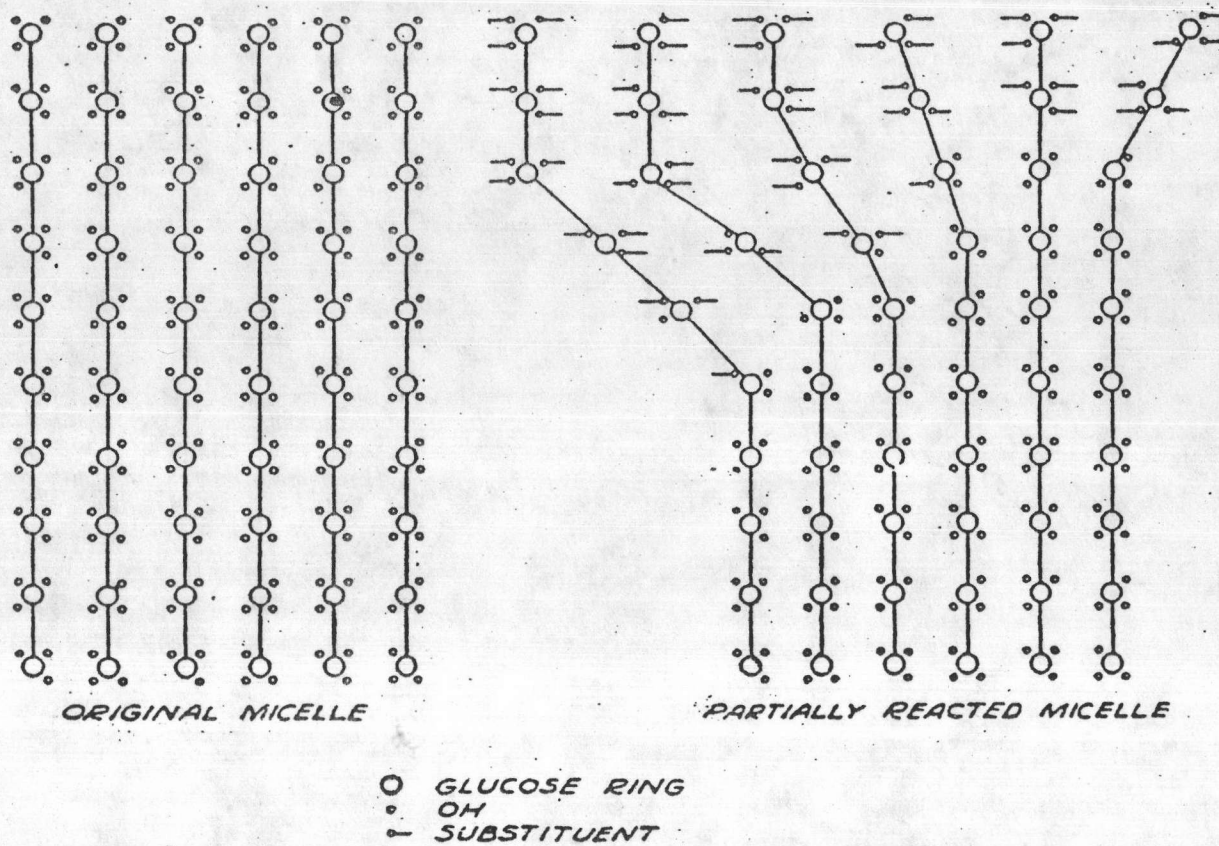 ORIGINAL MICELLE
PARTIALLY REACTED MICELLE
GLUCOSE RING
OH
SUBSTITUENT